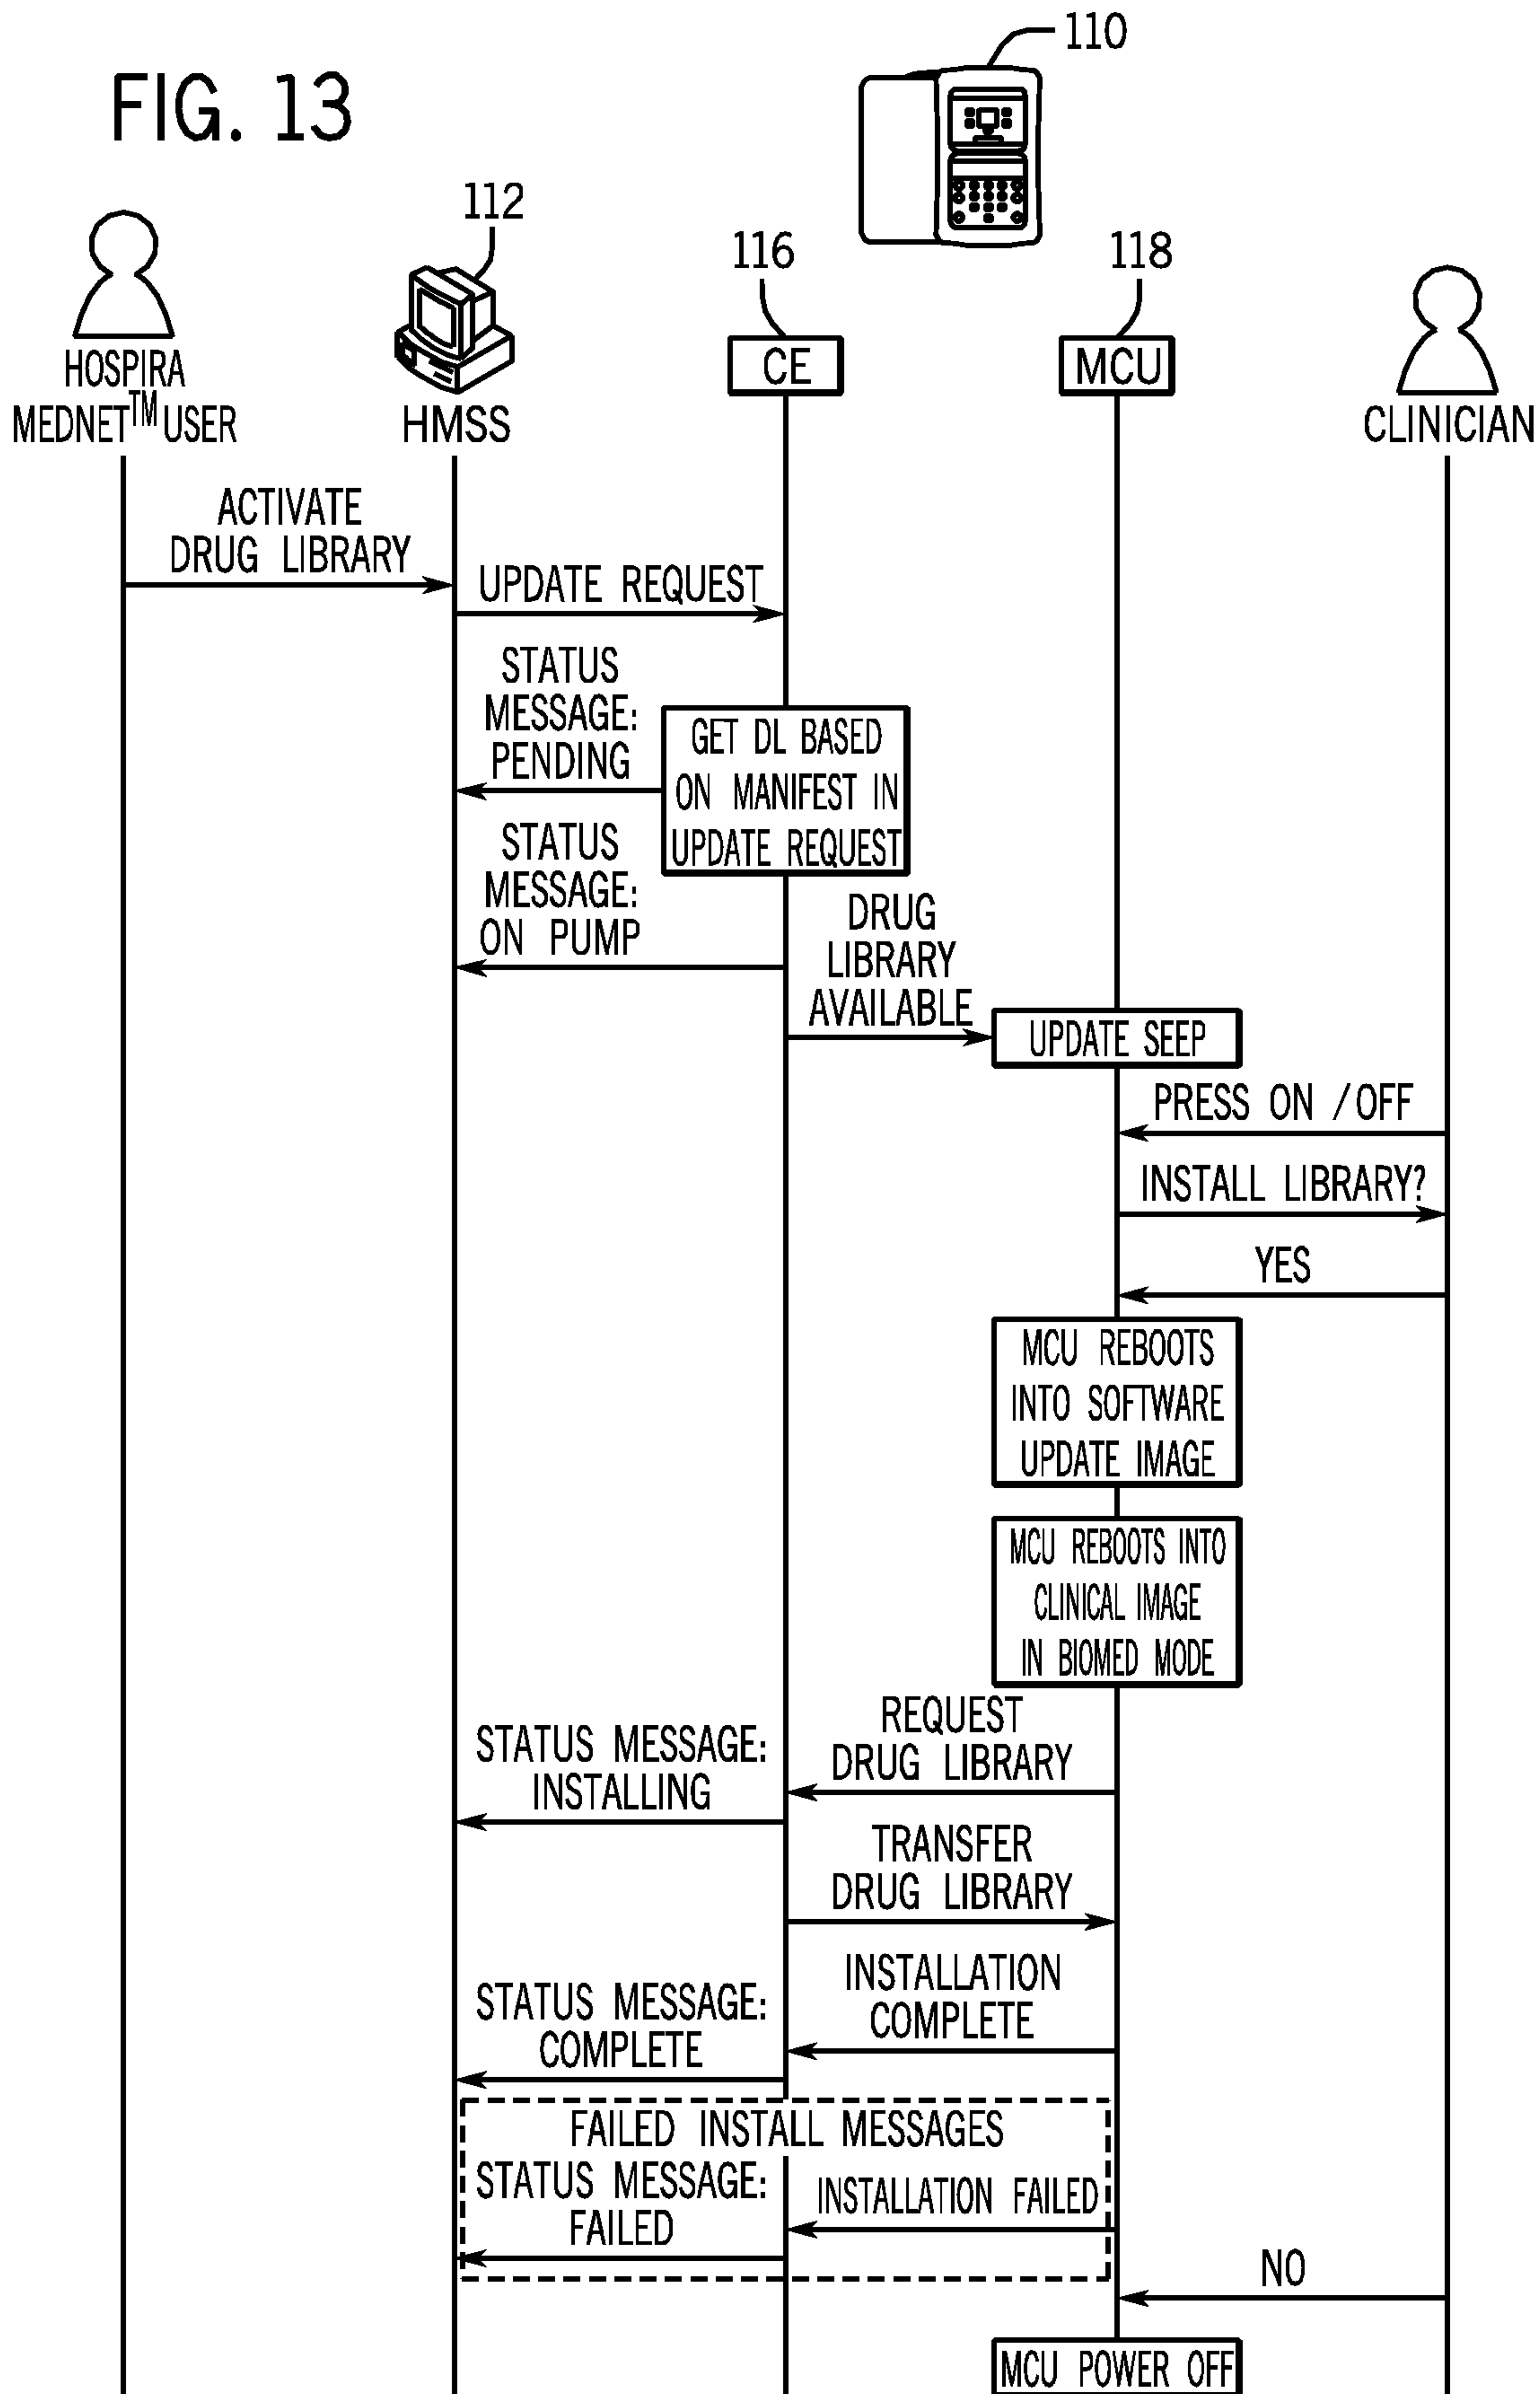 FIG. 13
110
112
116
118
HOSPIRA
MEDNET™ USER
HMSS
CE
MCU
CLINICIAN
ACTIVATE
DRUG LIBRARY
UPDATE REQUEST
STATUS
MESSAGE:
PENDING
GET DL BASED
ON MANIFEST IN
UPDATE REQUEST
STATUS
MESSAGE:
ON PUMP
DRUG
LIBRARY
AVAILABLE
UPDATE SEEP
PRESS ON / OFF
INSTALL LIBRARY?
YES
MCU REBOOTS
INTO SOFTWARE
UPDATE IMAGE
MCU REBOOTS INTO
CLINICAL IMAGE
IN BIOMED MODE
REQUEST
DRUG LIBRARY
STATUS MESSAGE:
INSTALLING
TRANSFER
DRUG LIBRARY
INSTALLATION
COMPLETE
STATUS MESSAGE:
COMPLETE
FAILED INSTALL MESSAGES
STATUS MESSAGE:
FAILED
INSTALLATION FAILED
NO
MCU POWER OFF